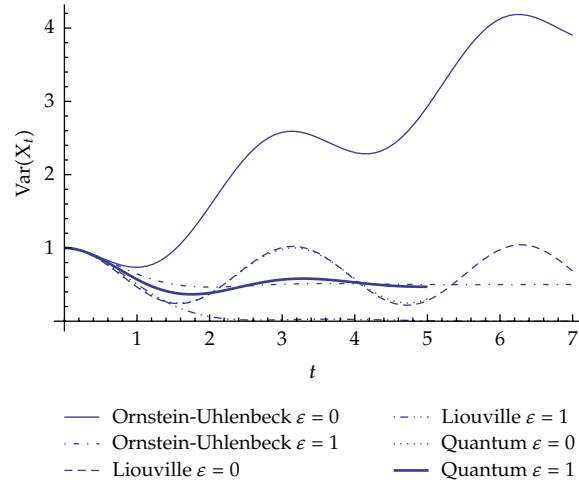 4
3
2
1
Var(X_t)
1 2 3 4 5 6 7
t
Ornstein-Uhlenbeck ε = 0
Ornstein-Uhlenbeck ε = 1
Liouville ε = 0
Liouville ε = 1
Quantum ε = 0
Quantum ε = 1